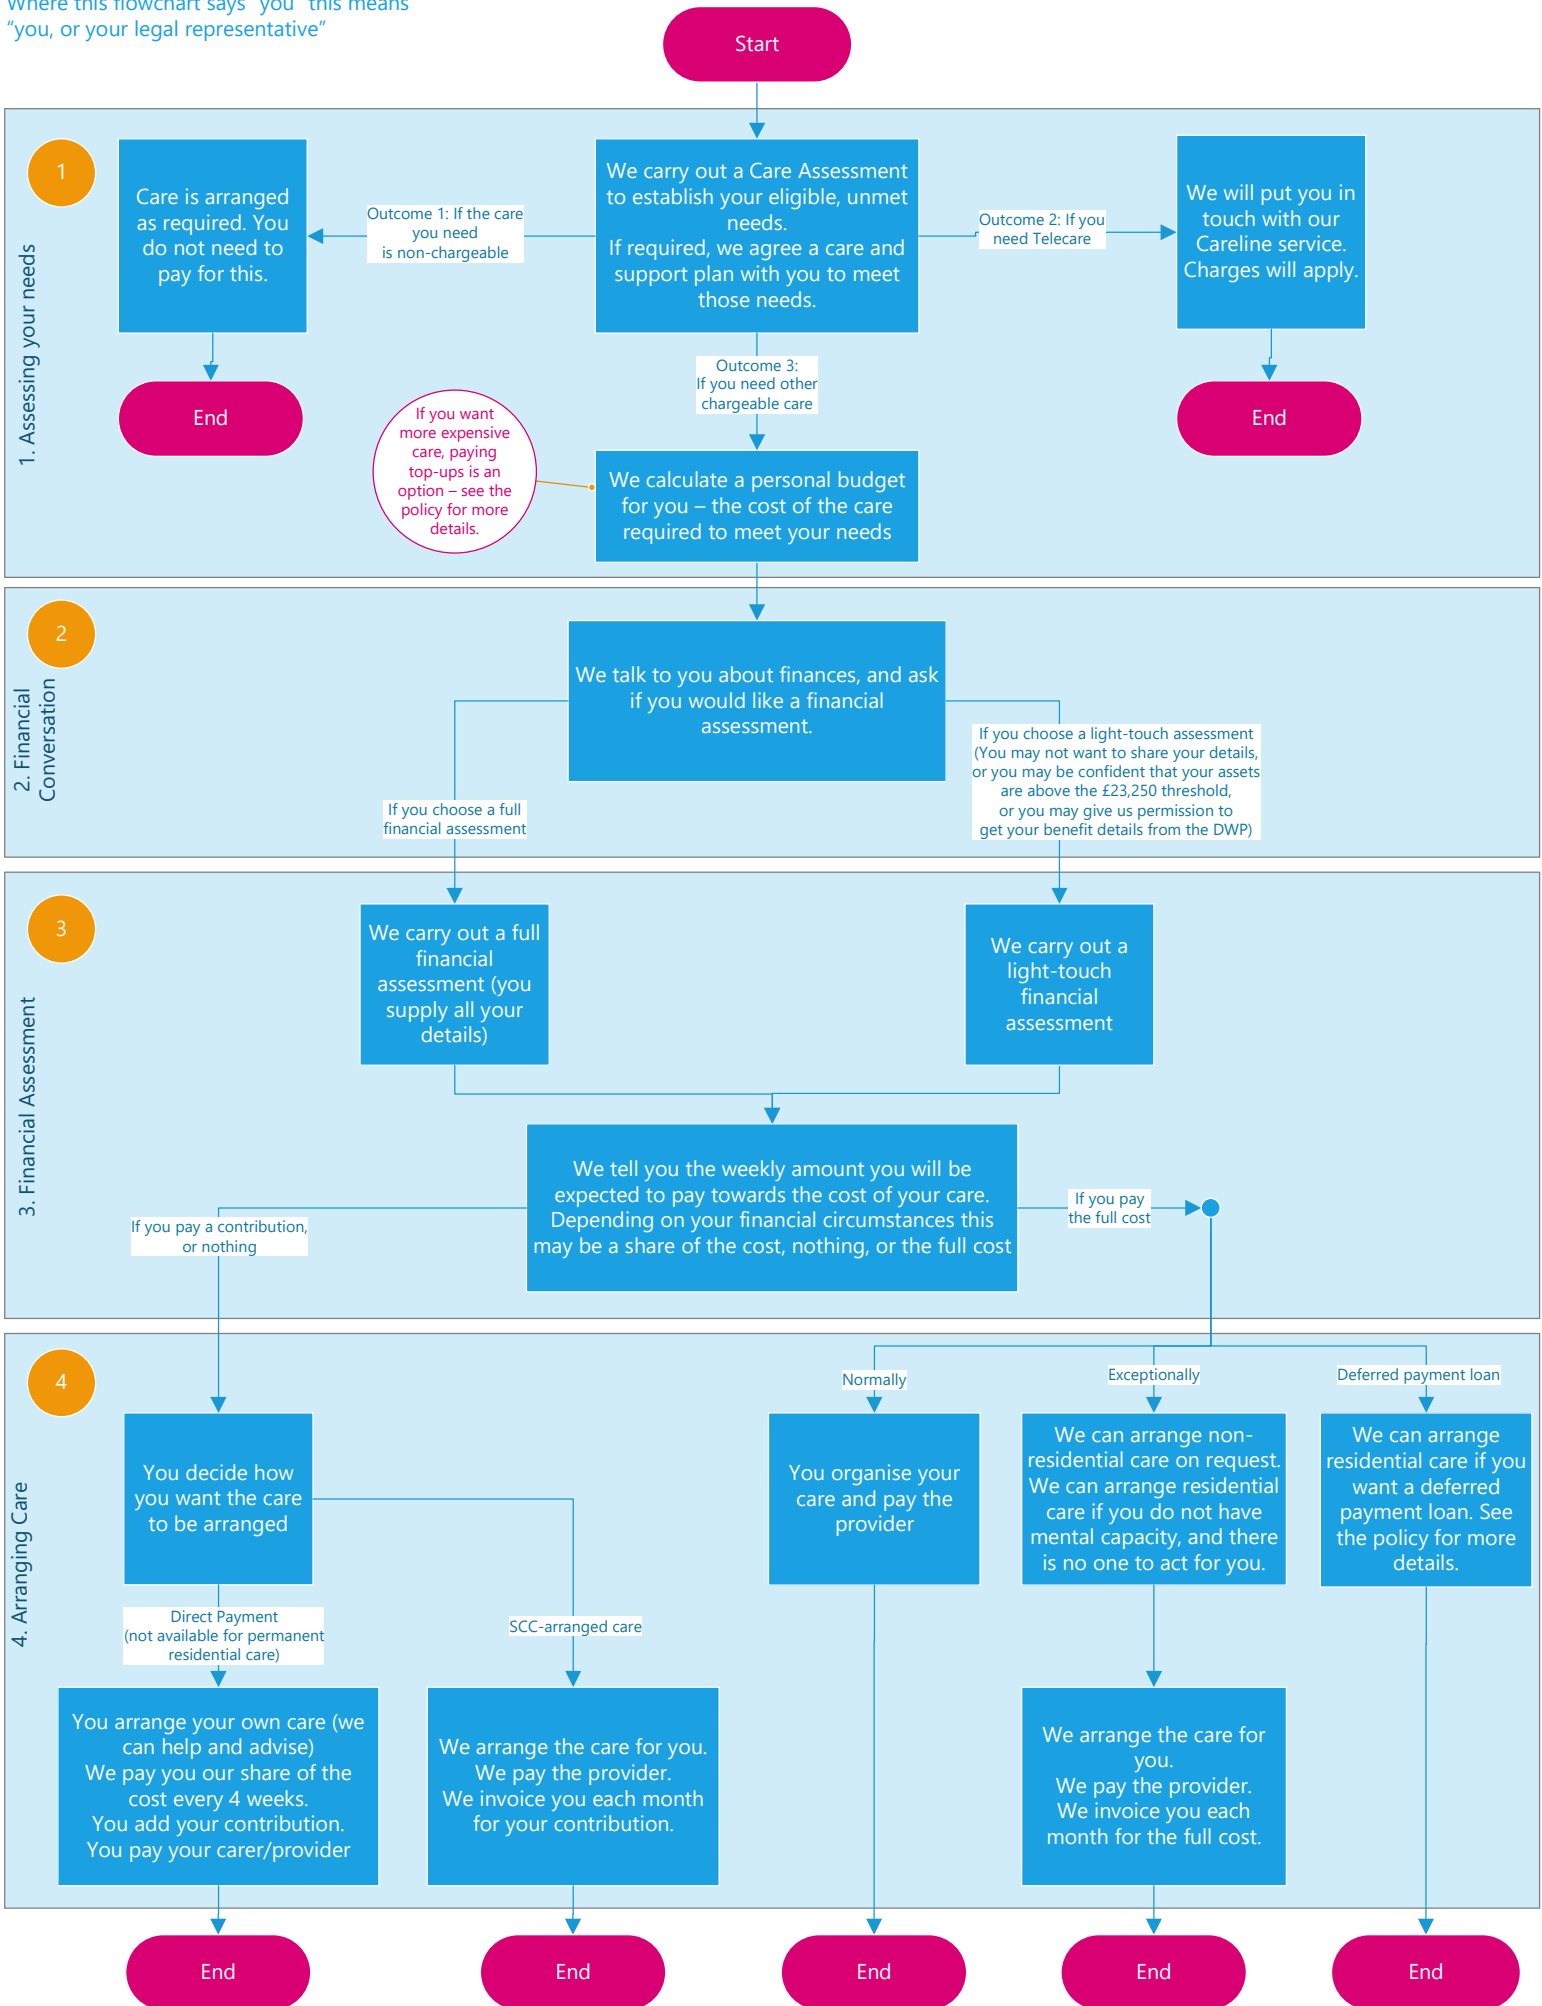 Where this flowchart says "you" this means
“you, or your legal representative”
Start
1
1. Assessing your needs
Care is arranged
as required. You
do not need to
pay for this.
Outcome 1: If the care
you need
is non-chargeable
We carry out a Care Assessment
to establish your eligible, unmet
needs.
If required, we agree a care and
support plan with you to meet
those needs.
Outcome 2: If you
need Telecare
We will put you in
touch with our
Careline service.
Charges will apply.
End
Outcome 3:
If you need other
chargeable care
End
If you want
more expensive
care, paying
top-ups is an
option – see the
policy for more
details.
We calculate a personal budget
for you – the cost of the care
required to meet your needs
2
2. Financial
Conversation
We talk to you about finances, and ask
if you would like a financial
assessment.
If you choose a full
financial assessment
If you choose a light-touch assessment
(You may not want to share your details,
or you may be confident that your assets
are above the £23,250 threshold,
or you may give us permission to
get your benefit details from the DWP)
3
3. Financial Assessment
We carry out a full
financial
assessment (you
supply all your
details)
We carry out a
light-touch
financial
assessment
We tell you the weekly amount you will be
expected to pay towards the cost of your care.
Depending on your financial circumstances this
may be a share of the cost, nothing, or the full cost
If you pay a contribution,
or nothing
If you pay
the full cost
4
4. Arranging Care
Normally
Exceptionally
Deferred payment loan
You decide how
you want the care
to be arranged
You organise your
care and pay the
provider
We can arrange non-
residential care on request.
We can arrange residential
care if you do not have
mental capacity, and there
is no one to act for you.
We can arrange
residential care if you
want a deferred
payment loan. See
the policy for more
details.
Direct Payment
(not available for permanent
residential care)
SCC-arranged care
You arrange your own care (we
can help and advise)
We pay you our share of the
cost every 4 weeks.
You add your contribution.
You pay your carer/provider
We arrange the care for you.
We pay the provider.
We invoice you each month
for your contribution.
We arrange the care for
you.
We pay the provider.
We invoice you each
month for the full cost.
End
End
End
End
End